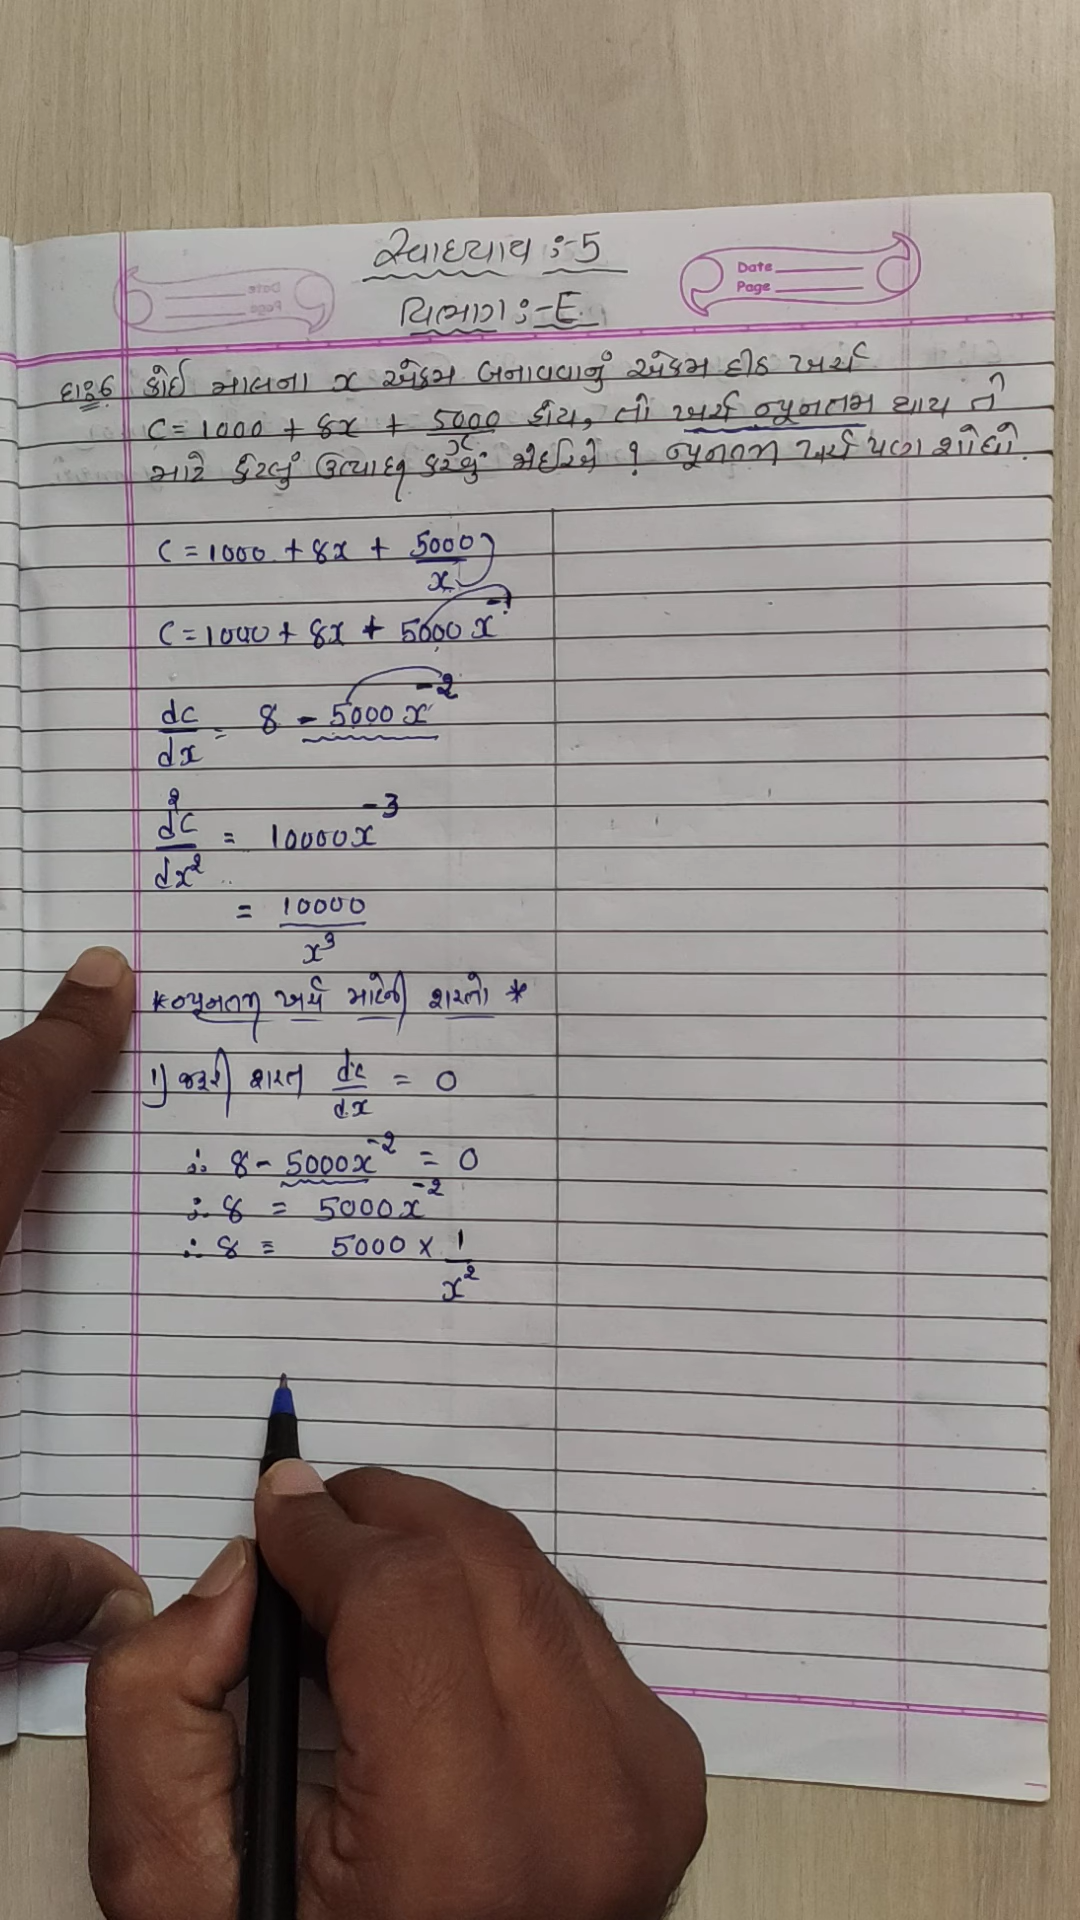 સ્વાધ્યાય :- 5
વિભાગ :- E
Date
Page
દા.6 કોઈ માલના x એકમ બનાવવાનું એકમ દીઠ ખર્ચ
C = 1000 + 8x + 5000/x હોય, તો ખર્ચ ન્યૂનતમ થાય તે
માટે કેટલું ઉત્પાદન કરવું જોઈએ ? ન્યૂનતમ ખર્ચ પણ શોધો.
C = 1000 + 8x + 5000/x
C = 1000 + 8x + 5000x⁻¹
dc/dx = 8 - 5000x⁻²
d²c/dx² = 10000x⁻³
= 10000/x³
* ન્યૂનતમ ખર્ચ માટેની શરતો *
1) જરૂરી શરત dc/dx = 0
∴ 8 - 5000x⁻² = 0
∴ 8 = 5000x⁻²
∴ 8 = 5000 × 1/x²